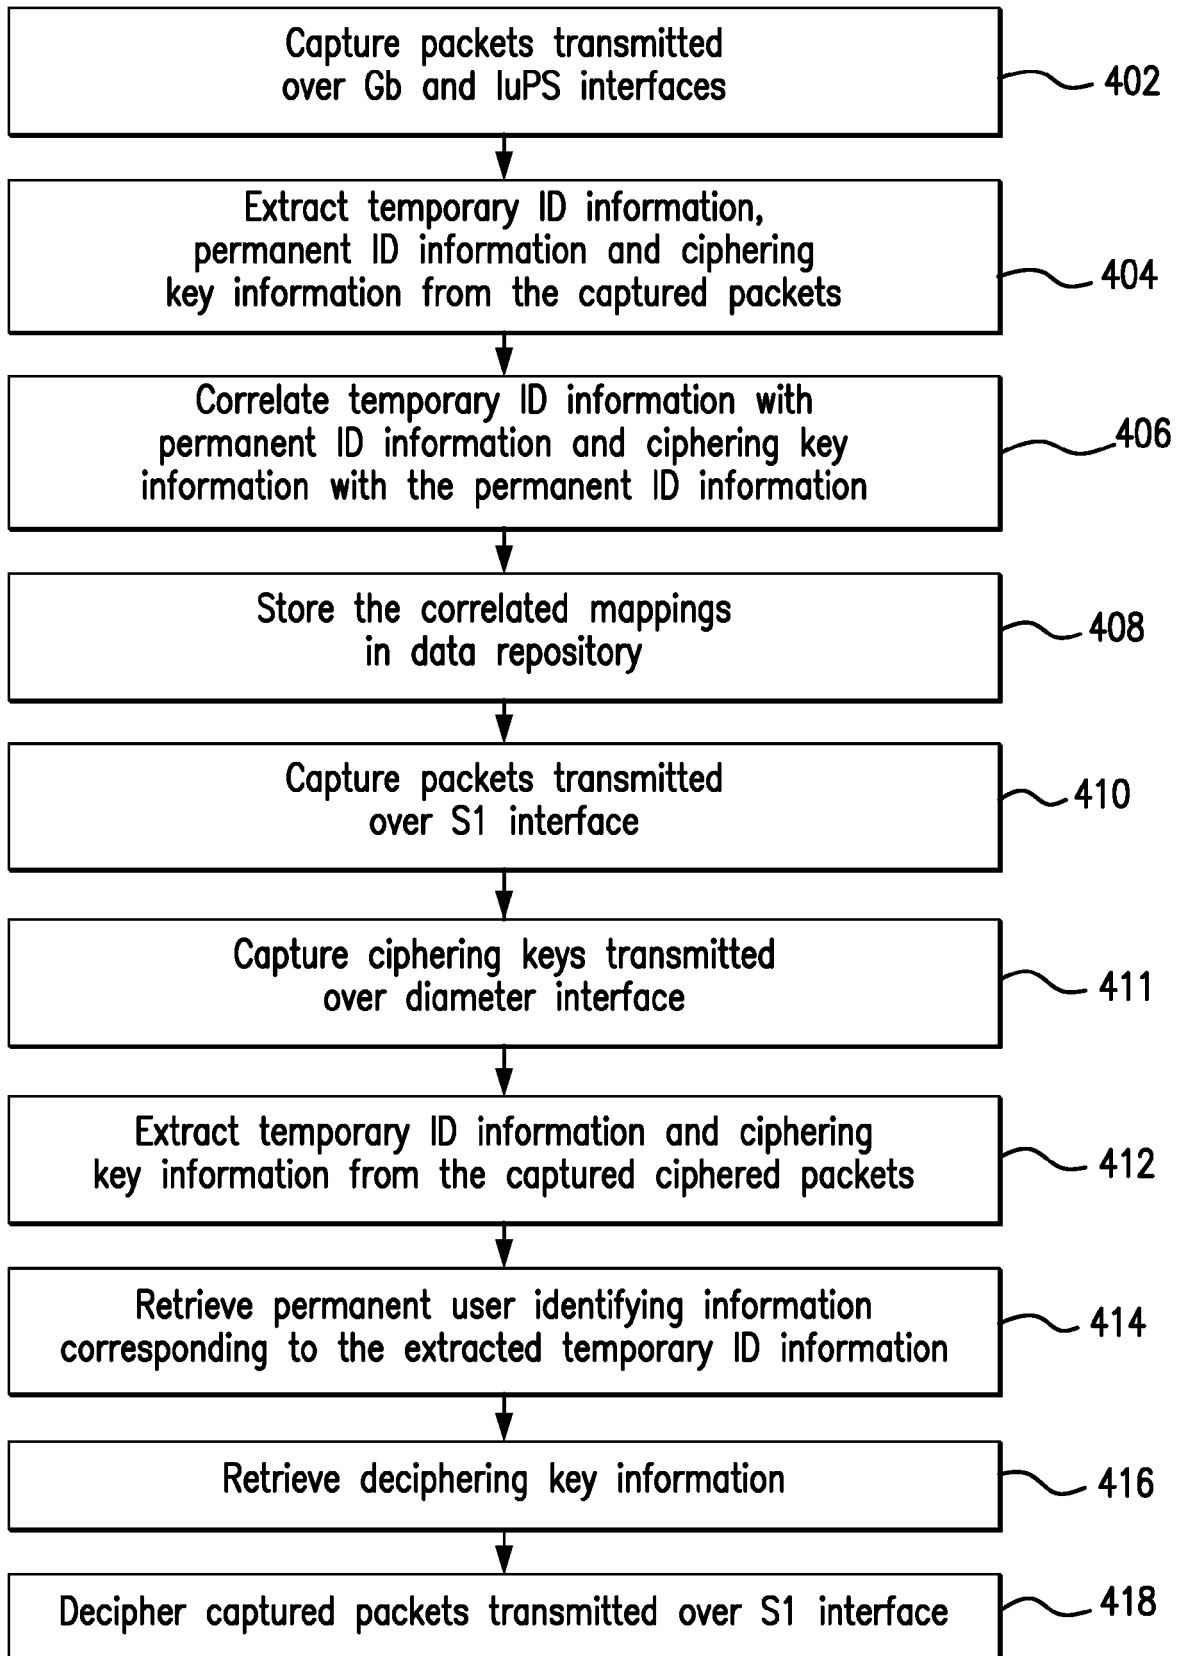 Capture packets transmitted
over Gb and IuPS interfaces
402
Extract temporary ID information,
permanent ID information and ciphering
key information from the captured packets
404
Correlate temporary ID information with
permanent ID information and ciphering key
information with the permanent ID information
406
Store the correlated mappings
in data repository
408
Capture packets transmitted
over S1 interface
410
Capture ciphering keys transmitted
over diameter interface
411
Extract temporary ID information and ciphering
key information from the captured ciphered packets
412
Retrieve permanent user identifying information
corresponding to the extracted temporary ID information
414
Retrieve deciphering key information
416
Decipher captured packets transmitted over S1 interface
418